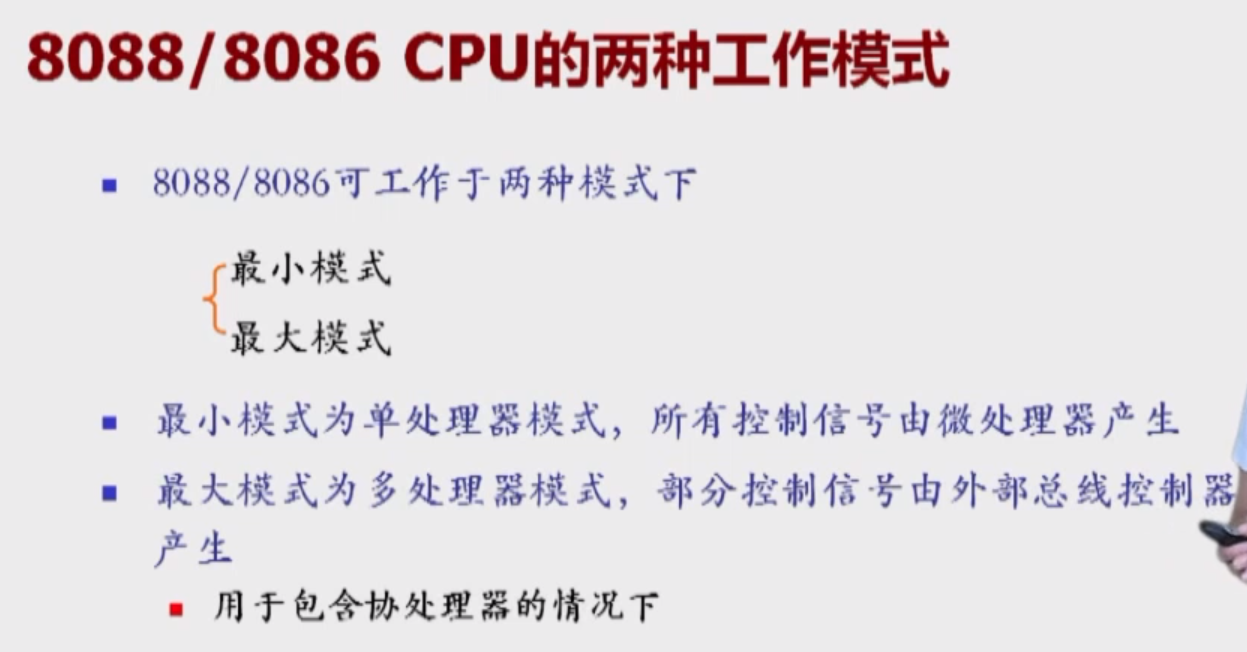 8088/8086 CPU的两种工作模式
8088/8086可工作于两种模式下
最小模式
最大模式
最小模式为单处理器模式，所有控制信号由微处理器产生
最大模式为多处理器模式，部分控制信号由外部总线控制器
产生
用于包含协处理器的情况下